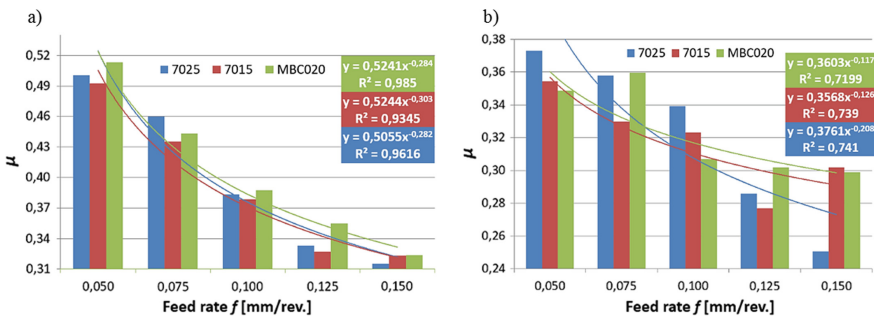 a)
0,52
0,49
0,46
0,43
0,40
0,37
0,34
0,31
μ
7025 7015 MBC020
y = 0,5241x-0,284
R² = 0,985
y = 0,5244x-0,303
R² = 0,9345
y = 0,5055x-0,282
R² = 0,9616
0,050 0,075 0,100 0,125 0,150
Feed rate f [mm/rev.]
b)
0,38
0,36
0,34
0,32
0,30
0,28
0,26
0,24
μ
7025 7015 MBC020
y = 0,3603x-0,117
R² = 0,7199
y = 0,3568x-0,126
R² = 0,739
y = 0,3761x-0,208
R² = 0,741
0,050 0,075 0,100 0,125 0,150
Feed rate f [mm/rev.]